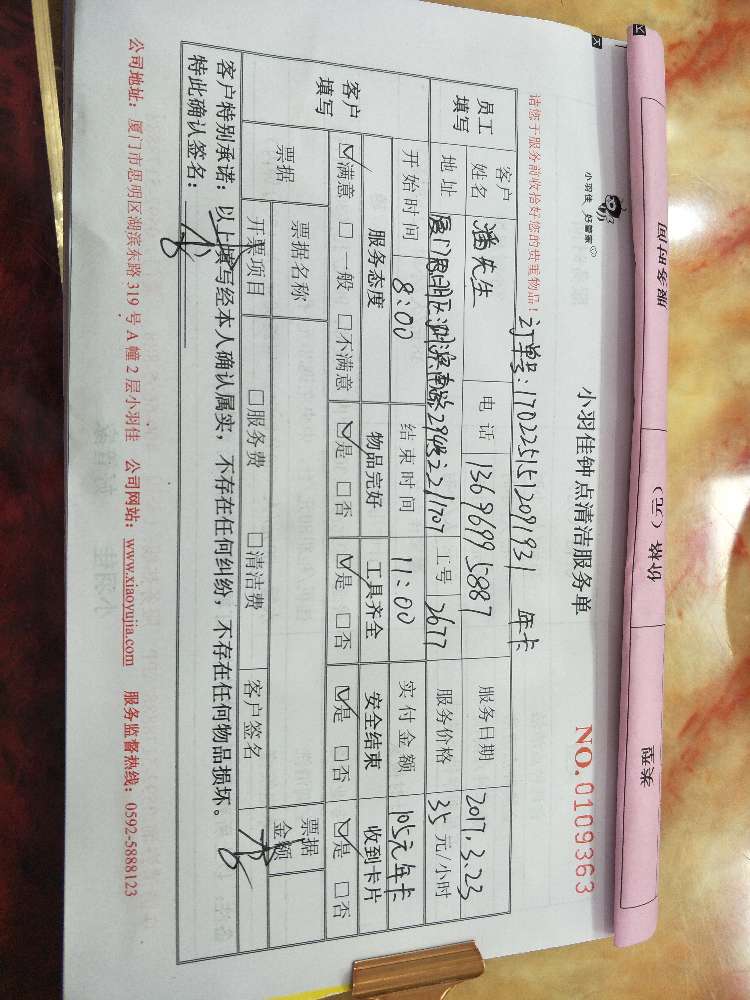 小羽佳 好管家
小羽佳钟点清洁服务单
NO.0109363
请您于服务前收拾好您的贵重物品！
订单号：1702251512091931 年卡
员工填写 客户姓名 潘先生 电话 13696995887 服务日期 2017.3.23
地址 厦门思明区湖滨南路294号之2,1707 工号 2677 服务价格 35 元/小时
客户填写 开始时间 8:00 结束时间 11:00 实付金额 105元年卡
服务态度 物品完好 工具齐全 安全结束 收到卡片
☑满意 □一般 □不满意 ☑是 □否 ☑是 □否 ☑是 □否 ☑是 □否
票据 票据名称 票据金额
开票项目 □服务费 □清洁费 客户签名
客户特别承诺：以上填写经本人确认属实，不存在任何纠纷，不存在任何物品损坏。
特此确认签名：
公司地址：厦门市思明区湖滨东路 319 号 A 幢 2 层小羽佳 公司网站：www.xiaoyujia.com 服务监督热线：0592-5888123